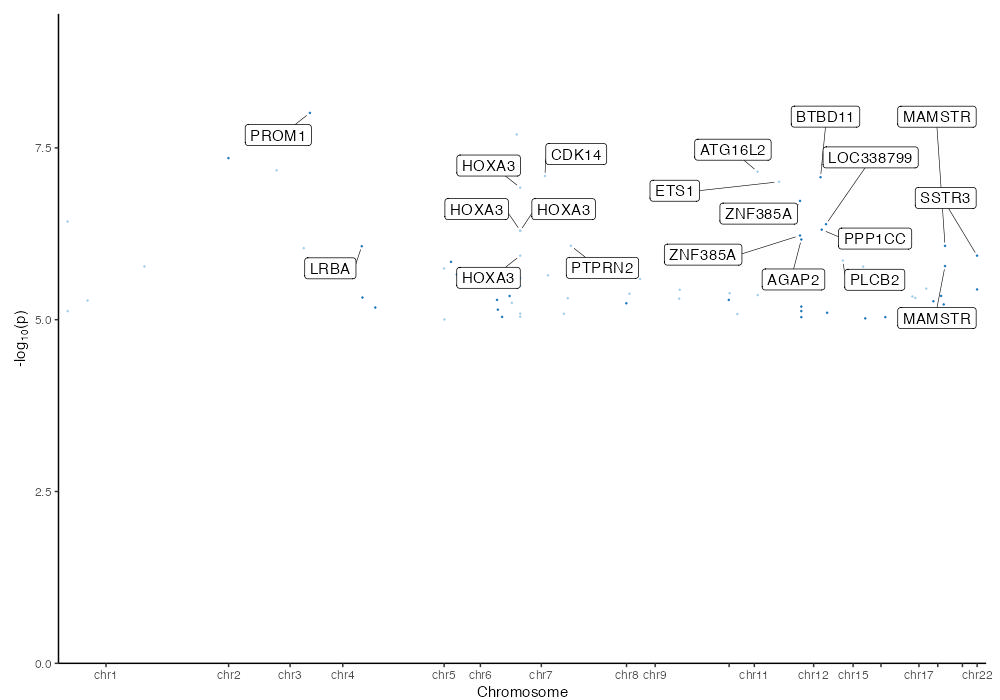 BTBD11
MAMSTR
PROM1
7.5
ATG16L2
CDK14
LOC338799
HOXA3
ETS1
SSTR3
HOXA3
HOXA3
ZNF385A
PPP1CC
ZNF385A
LRBA
PTPRN2
HOXA3
AGAP2
PLCB2
MAMSTR
5.0
-log10(p)
2.5
0.0
chr1 chr2 chr3 chr4 chr5 chr6 chr7 chr8 chr9 chr11 chr12 chr15 chr17 chr22
Chromosome